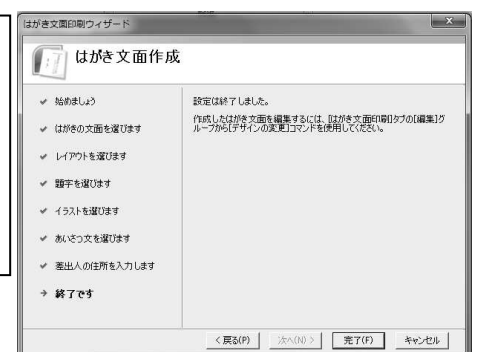 はがき文面印刷ウィザード
はがき文面作成
始めましょう
はがきの文面を選びます
レイアウトを選びます
題字を選びます
イラストを選びます
あいさつ文を選びます
差出人の住所を入力します
終了です
設定は終了しました。
作成したはがき文面を編集するには、[はがき文面印刷]タブの[編集]グ
ループから[デザインの変更]コマンドを使用してください。
< 戻る(P) 次へ(N) > 完了(F) キャンセル